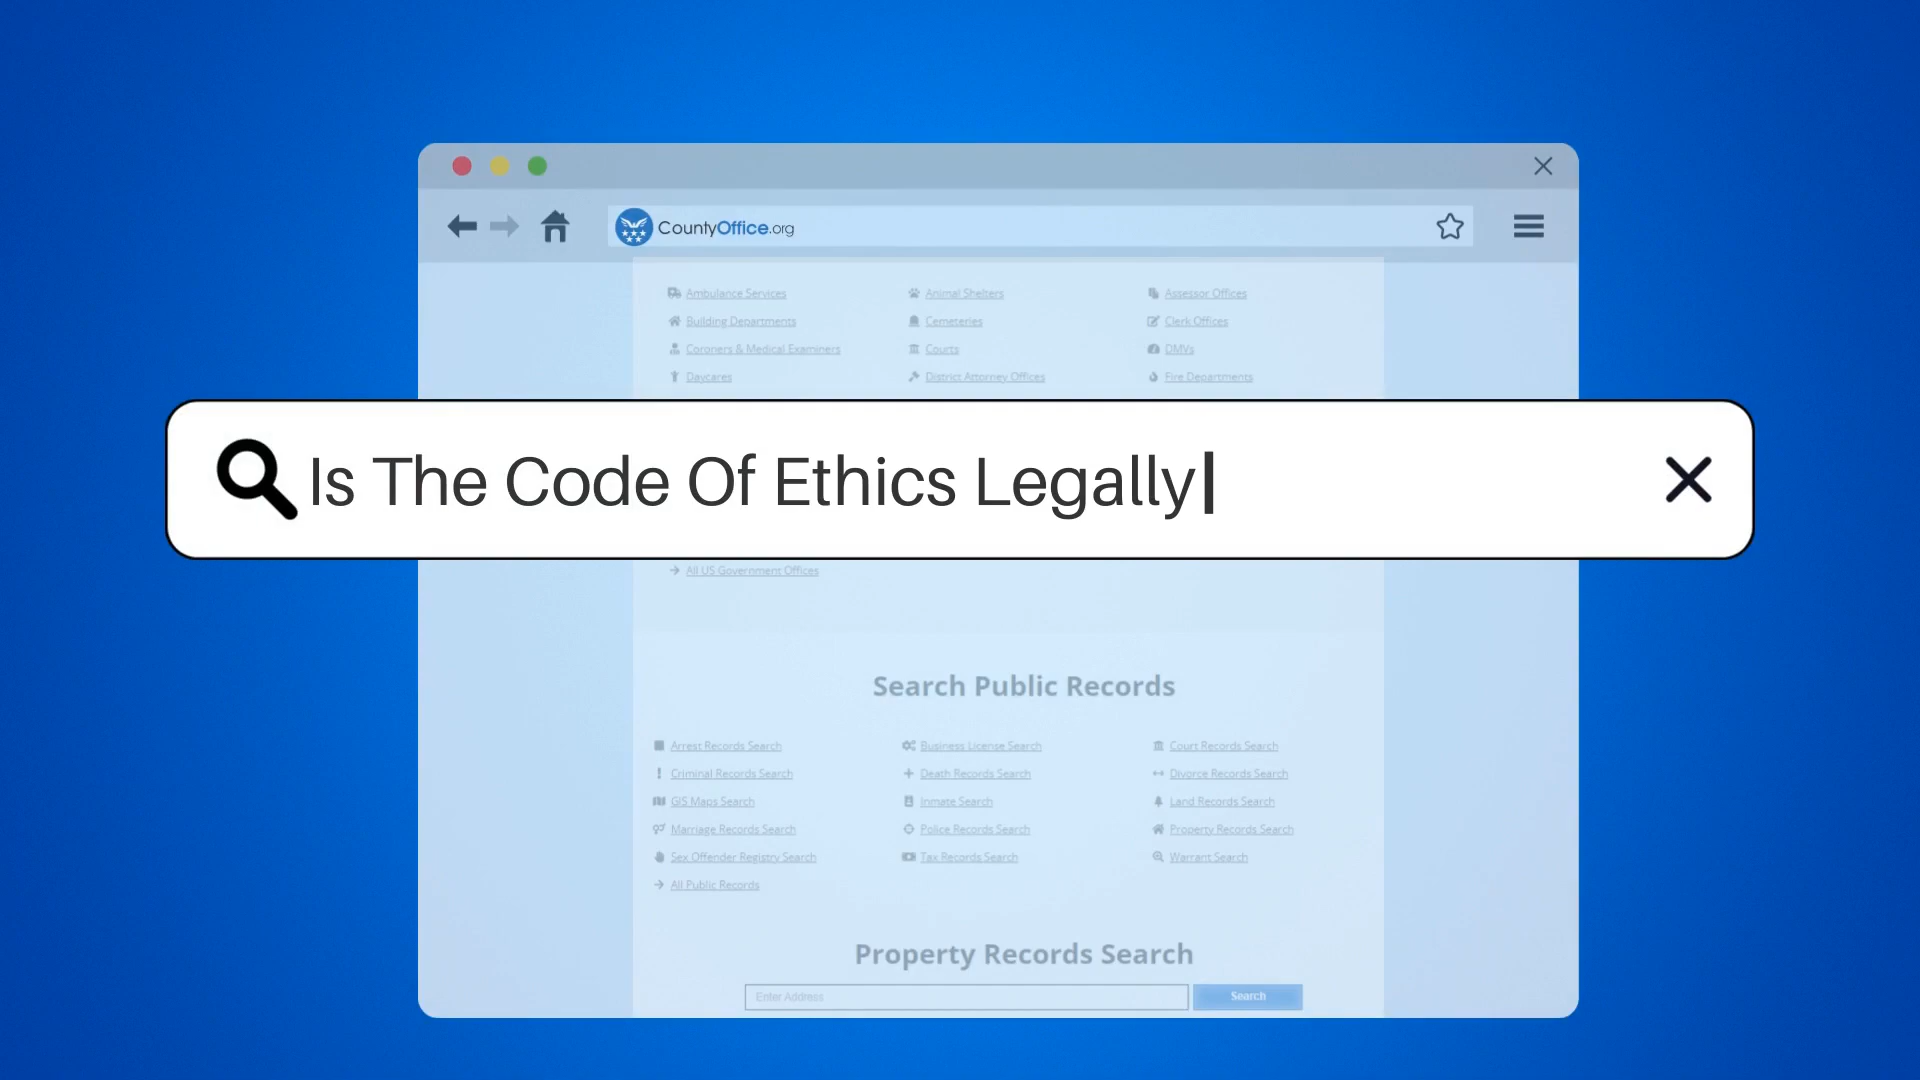 CountyOffice.org
Ambulance Services Animal Shelters Assessor Offices
Building Departments Cemeteries Clerk Offices
Coroners & Medical Examiners Courts DMVs
Daycares District Attorney Offices Fire Departments
Is The Code Of Ethics Legally
All US Government Offices
Search Public Records
Arrest Records Search Business License Search Court Records Search
Criminal Records Search Death Records Search Divorce Records Search
GIS Maps Search Inmate Search Land Records Search
Marriage Records Search Police Records Search Property Records Search
Sex Offender Registry Search Tax Records Search Warrant Search
All Public Records
Property Records Search
Enter Address Search